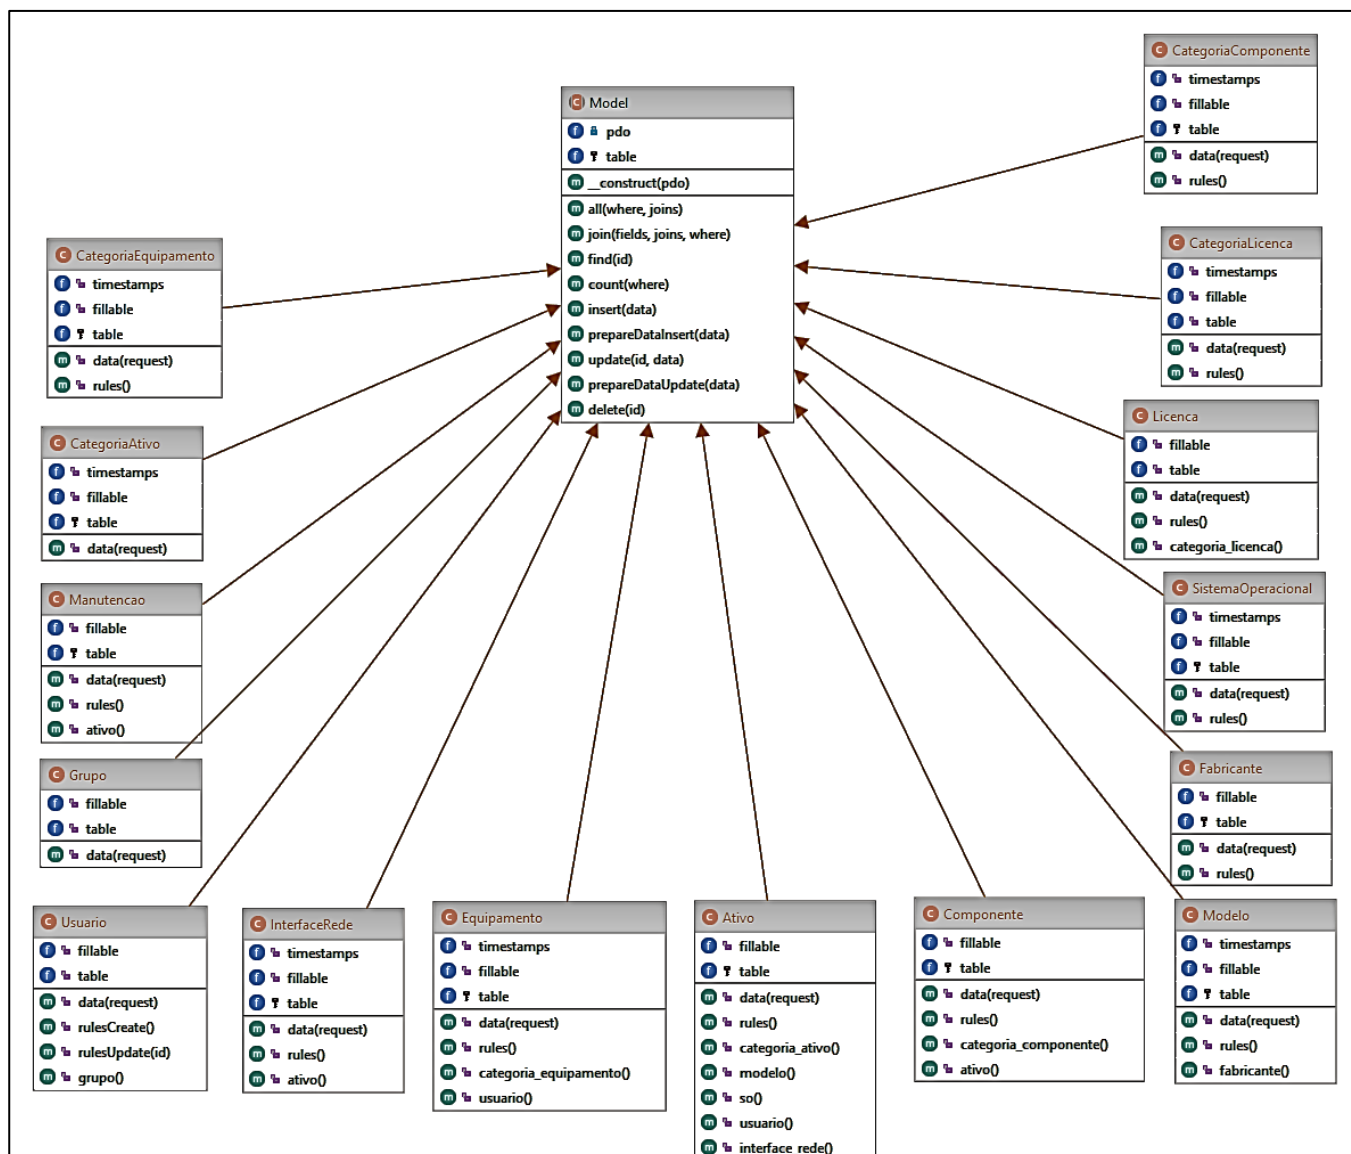 Model
pdo
table
__construct(pdo)
all(where, joins)
join(fields, joins, where)
find(id)
count(where)
insert(data)
prepareDataInsert(data)
update(id, data)
prepareDataUpdate(data)
delete(id)
CategoriaComponente
timestamps
fillable
table
data(request)
rules()
CategoriaEquipamento
timestamps
fillable
table
data(request)
rules()
CategoriaLicenca
timestamps
fillable
table
data(request)
rules()
CategoriaAtivo
timestamps
fillable
table
data(request)
Licenca
fillable
table
data(request)
rules()
categoria_licenca()
Manutencao
fillable
table
data(request)
rules()
ativo()
SistemaOperacional
timestamps
fillable
table
data(request)
rules()
Grupo
fillable
table
data(request)
Fabricante
fillable
table
data(request)
rules()
Usuario
fillable
table
data(request)
rulesCreate()
rulesUpdate(id)
grupo()
InterfaceRede
timestamps
fillable
table
data(request)
rules()
ativo()
Equipamento
timestamps
fillable
table
data(request)
rules()
categoria_equipamento()
usuario()
Ativo
fillable
table
data(request)
rules()
categoria_ativo()
modelo()
so()
usuario()
interface_rede()
Componente
fillable
table
data(request)
rules()
categoria_componente()
ativo()
Modelo
timestamps
fillable
table
data(request)
rules()
fabricante()